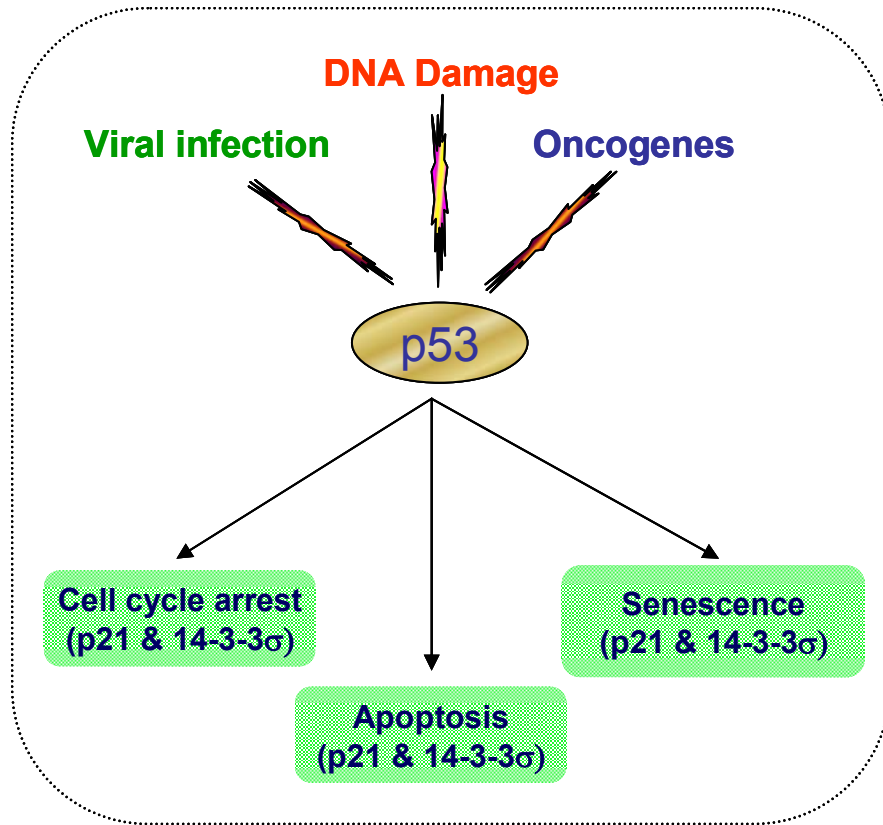 DNA Damage
Viral infection
Oncogenes
p53
Cell cycle arrest
(p21 & 14-3-3σ)
Senescence
(p21 & 14-3-3σ)
Apoptosis
(p21 & 14-3-3σ)